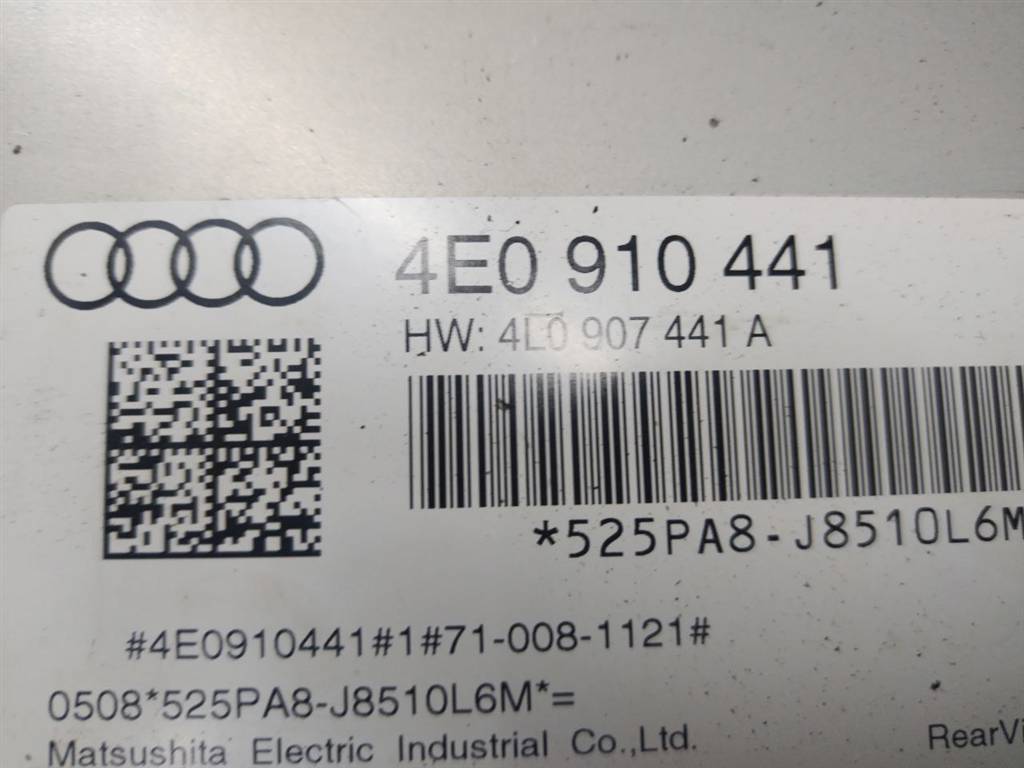 4E0 910 441
HW: 4L0 907 441 A
*525PA8-J8510L6M
#4E0910441#1#71-008-1121#
0508*525PA8-J8510L6M*=
Matsushita Electric Industrial Co.,Ltd.
RearVi